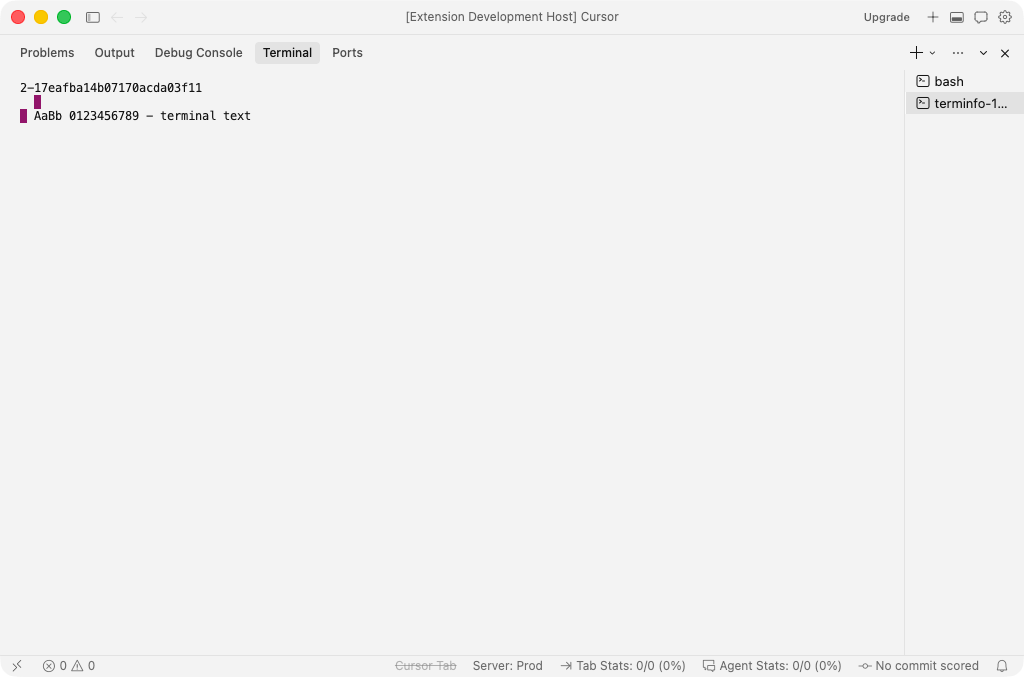 [Extension Development Host] Cursor
Upgrade
Problems Output Debug Console Terminal Ports
2-17eafba14b07170acda03f11
AaBb 0123456789 – terminal text
bash
terminfo-1...
0 0 Cursor Tab Server: Prod Tab Stats: 0/0 (0%) Agent Stats: 0/0 (0%) No commit scored